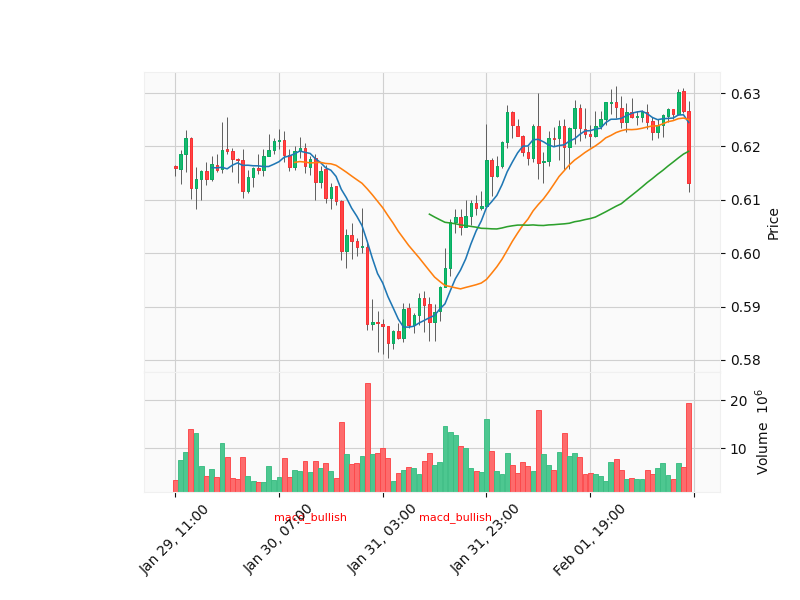 0.63
0.62
0.61
0.60
0.59
0.58
Price
20
10
Volume 10^6
Jan 29, 11:00
Jan 30, 07:00
Jan 31, 03:00
Jan 31, 23:00
Feb 01, 19:00
macd_bullish
macd_bullish